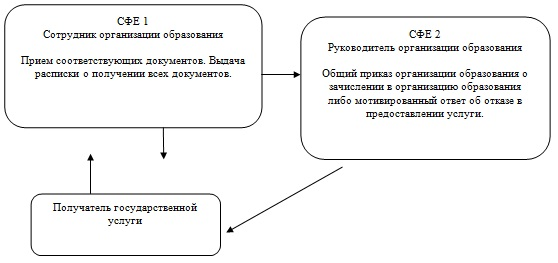 СФЕ 1
Сотрудник организации образования
Прием соответствующих документов. Выдача
расписки о получении всех документов.
СФЕ 2
Руководитель организации образования
Общий приказ организации образования о
зачислении в организацию образования
либо мотивированный ответ об отказе в
предоставлении услуги.
Получатель государственной
услуги